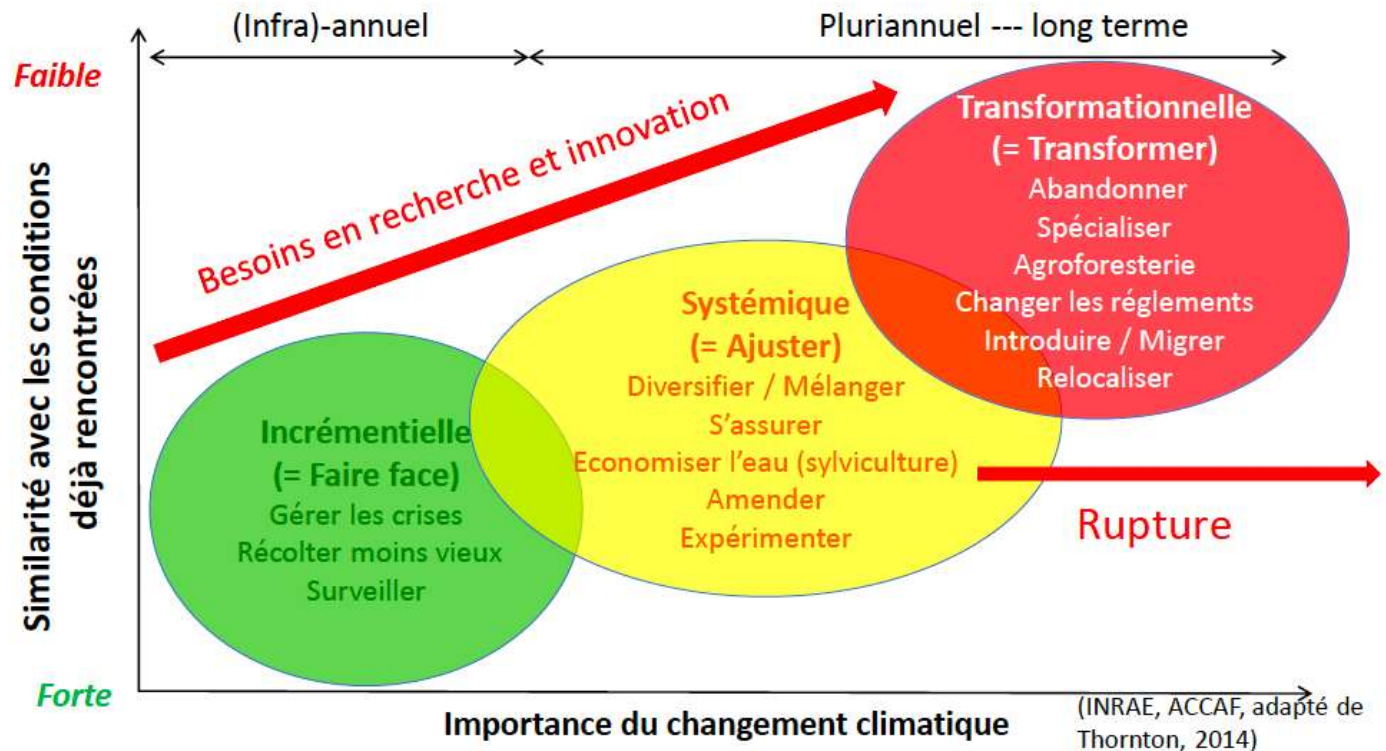 (Infra)-annuel
Pluriannuel --- long terme
Faible
Similarité avec les conditions
déjà rencontrées
Forte
Besoins en recherche et innovation
Transformationnelle
(= Transformer)
Abandonner
Spécialiser
Agroforesterie
Changer les réglements
Introduire / Migrer
Relocaliser
Systémique
(= Ajuster)
Diversifier / Mélanger
S'assurer
Economiser l'eau (sylviculture)
Amender
Expérimenter
Incrémentielle
(= Faire face)
Gérer les crises
Récolter moins vieux
Surveiller
Rupture
Importance du changement climatique
(INRAE, ACCAF, adapté de
Thornton, 2014)